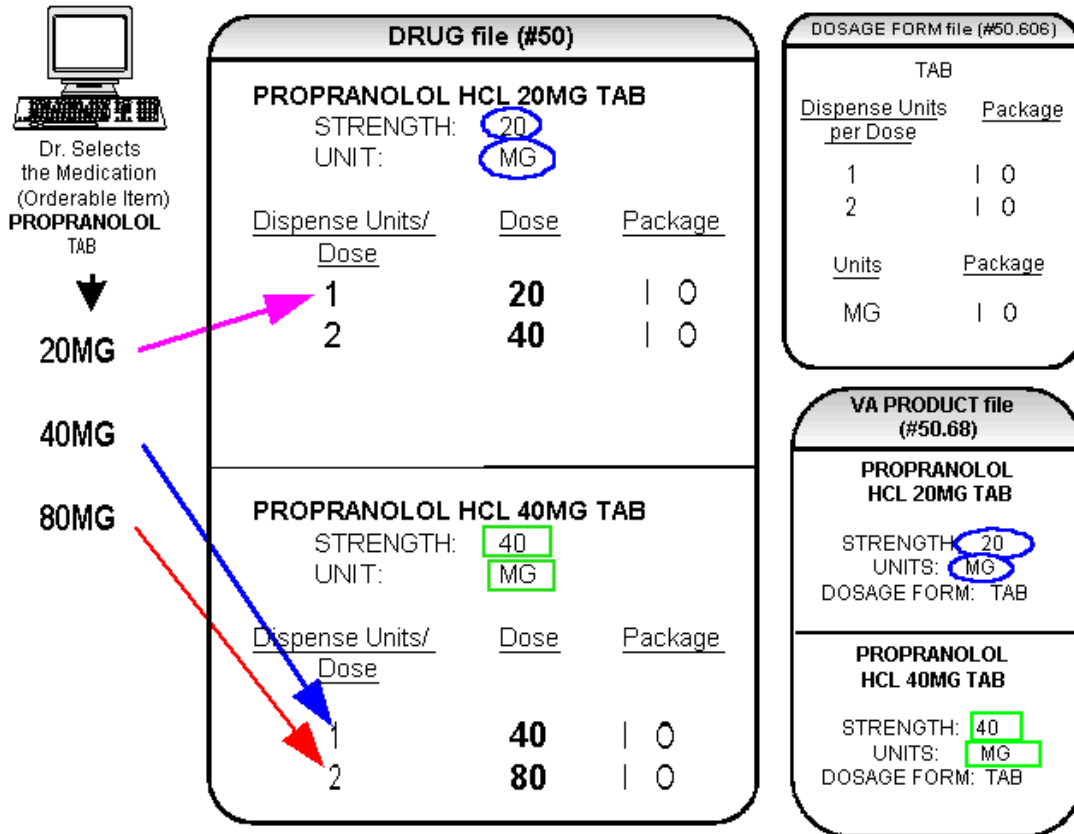 Dr. Selects
the Medication
(Orderable Item)
PROPRANOLOL
TAB
20MG
40MG
80MG
DRUG file (#50)
PROPRANOLOL HCL 20MG TAB
STRENGTH: 20
UNIT: MG
Dispense Units/ Dose Package
Dose
1 20 I O
2 40 I O
PROPRANOLOL HCL 40MG TAB
STRENGTH: 40
UNIT: MG
Dispense Units/ Dose Package
Dose
1 40 I O
2 80 I O
DOSAGE FORM file (#50.606)
TAB
Dispense Units Package
per Dose
1 I O
2 I O
Units Package
MG I O
VA PRODUCT file
(#50.68)
PROPRANOLOL
HCL 20MG TAB
STRENGTH 20
UNITS: MG
DOSAGE FORM: TAB
PROPRANOLOL
HCL 40MG TAB
STRENGTH: 40
UNITS: MG
DOSAGE FORM: TAB